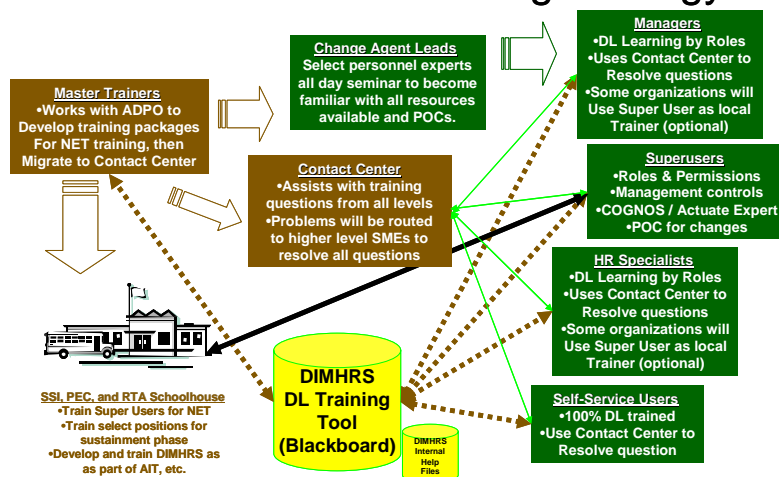 Managers
•DL Learning by Roles
•Uses Contact Center to
Resolve questions
•Some organizations will
Use Super User as local
Trainer (optional)
Change Agent Leads
Select personnel experts
all day seminar to become
familiar with all resources
available and POCs.
Master Trainers
•Works with ADPO to
Develop training packages
For NET training, then
Migrate to Contact Center
Contact Center
•Assists with training
questions from all levels
•Problems will be routed
to higher level SMEs to
resolve all questions
Superusers
•Roles & Permissions
•Management controls
•COGNOS / Actuate Expert
•POC for changes
HR Specialists
•DL Learning by Roles
•Uses Contact Center to
Resolve questions
•Some organizations will
Use Super User as local
Trainer (optional)
SSI, PEC, and RTA Schoolhouse
•Train Super Users for NET
•Train select positions for
sustainment phase
•Develop and train DIMHRS as
as part of AIT, etc.
DIMHRS
DL Training
Tool
(Blackboard)
DIMHRS
Internal
Help
Files
Self-Service Users
•100% DL trained
•Use Contact Center to
Resolve question